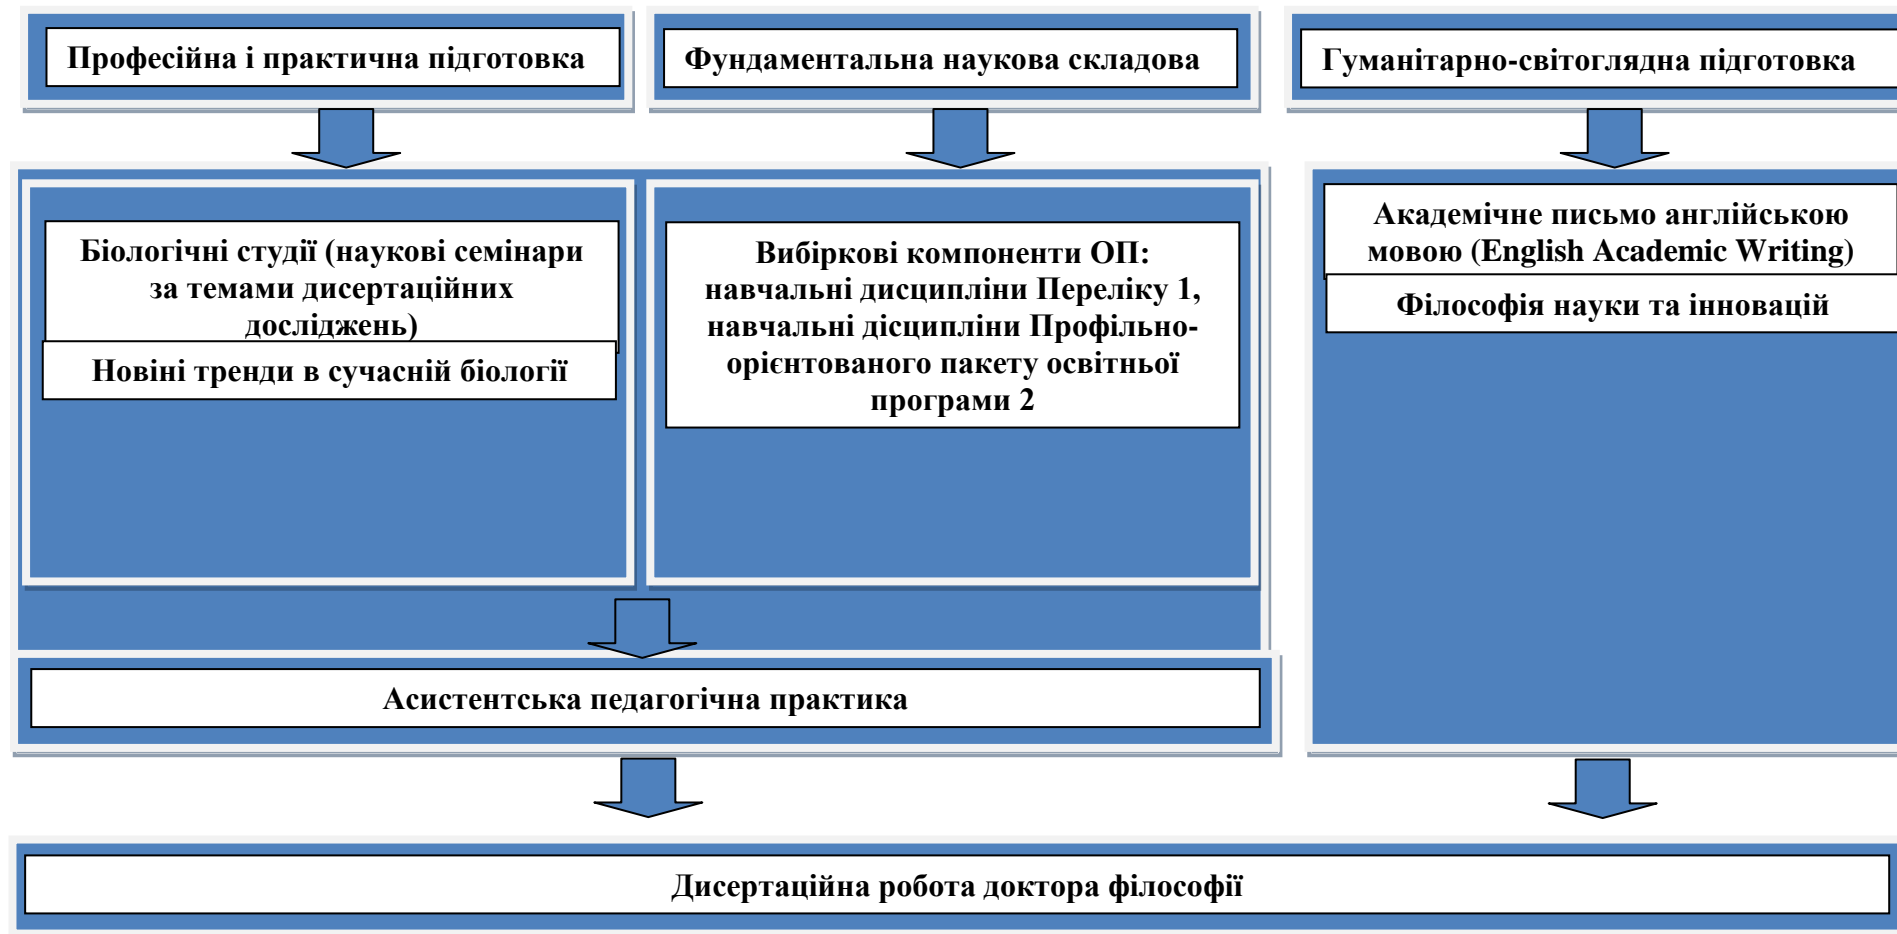 Професійна і практична підготовка
Фундаментальна наукова складова
Гуманітарно-світоглядна підготовка
Біологічні студії (наукові семінари
за темами дисертаційних
досліджень)
Новіні тренди в сучасній біології
Вибіркові компоненти ОП:
навчальні дисципліни Переліку 1,
навчальні дісципліни Профільно-
орієнтованого пакету освітньої
програми 2
Академічне письмо англійською
мовою (English Academic Writing)
Філософія науки та інновацій
Асистентська педагогічна практика
Дисертаційна робота доктора філософії